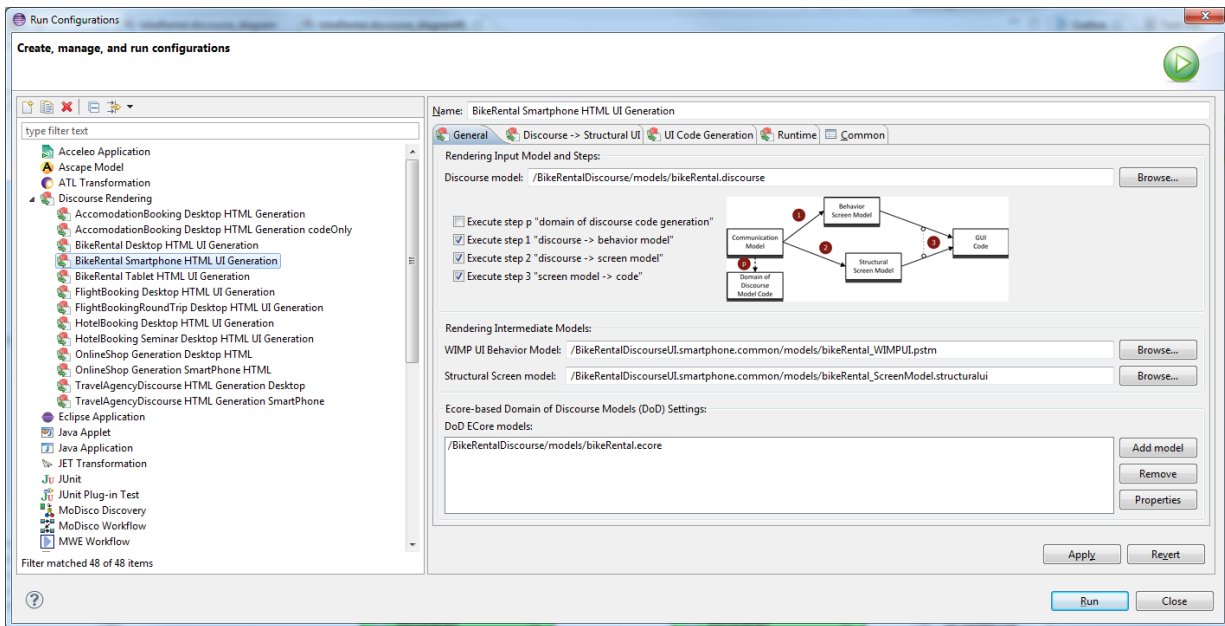 Run Configurations
Create, manage, and run configurations
type filter text
Acceleo Application
Ascape Model
ATL Transformation
Discourse Rendering
AccomodationBooking Desktop HTML Generation
AccomodationBooking Desktop HTML Generation codeOnly
BikeRental Desktop HTML UI Generation
BikeRental Smartphone HTML UI Generation
BikeRental Tablet HTML UI Generation
FlightBooking Desktop HTML UI Generation
FlightBookingRoundTrip Desktop HTML UI Generation
HotelBooking Desktop HTML UI Generation
HotelBooking Seminar Desktop HTML UI Generation
OnlineShop Generation Desktop HTML
OnlineShop Generation SmartPhone HTML
TravelAgencyDiscourse HTML Generation Desktop
TravelAgencyDiscourse HTML Generation SmartPhone
Eclipse Application
Java Applet
Java Application
JET Transformation
JUnit
JUnit Plug-in Test
MoDisco Discovery
MoDisco Workflow
MWE Workflow
Filter matched 48 of 48 items
Name: BikeRental Smartphone HTML UI Generation
General Discourse -> Structural UI UI Code Generation Runtime Common
Rendering Input Model and Steps:
Discourse model: /BikeRentalDiscourse/models/bikeRental.discourse Browse...
Execute step p "domain of discourse code generation"
Execute step 1 "discourse -> behavior model"
Execute step 2 "discourse -> screen model"
Execute step 3 "screen model -> code"
Behavior
Screen Model
1
Communication
Model
2
3
GUI
Code
Structural
Screen Model
p
Domain of
Discourse
Model Code
Rendering Intermediate Models:
WIMP UI Behavior Model: /BikeRentalDiscourseUI.smartphone.common/models/bikeRental_WIMPUI.pstm Browse...
Structural Screen model: /BikeRentalDiscourseUI.smartphone.common/models/bikeRental_ScreenModel.structuralui Browse...
Ecore-based Domain of Discourse Models (DoD) Settings:
DoD ECore models:
/BikeRentalDiscourse/models/bikeRental.ecore
Add model
Remove
Properties
Apply Revert
? Run Close